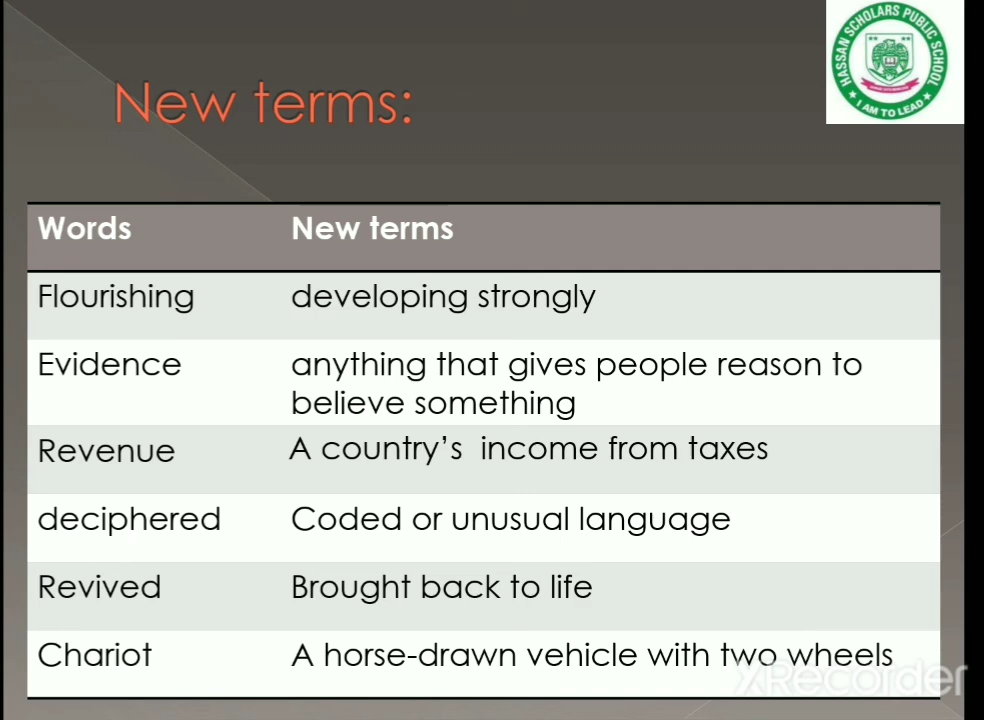 HASSAN SCHOLARS PUBLIC SCHOOL
I AM TO LEAD
New terms:
Words New terms
Flourishing developing strongly
Evidence anything that gives people reason to
believe something
Revenue A country's income from taxes
deciphered Coded or unusual language
Revived Brought back to life
Chariot A horse-drawn vehicle with two wheels
XRecorder